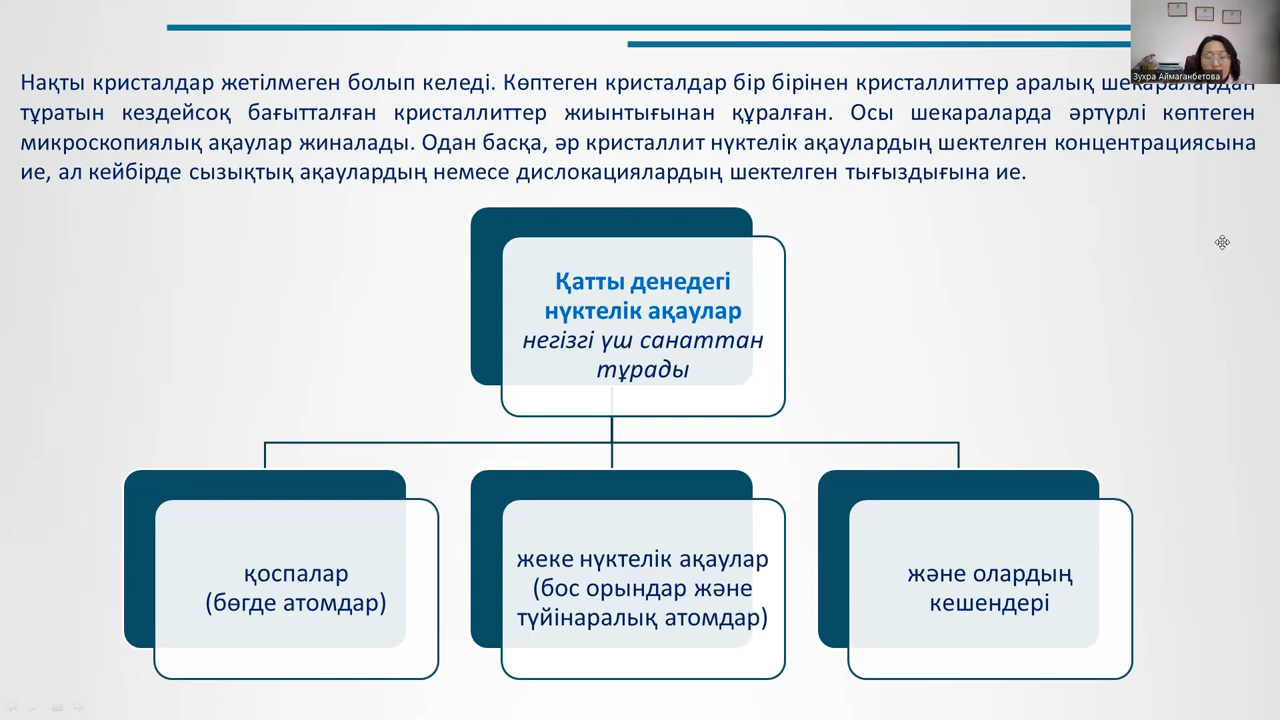 Зухра Аймаганбетова
Нақты кристалдар жетілмеген болып келеді. Көптеген кристалдар бір бірінен кристаллиттер аралық шекаралардан
тұратын кездейсоқ бағытталған кристаллиттер жиынтығынан құралған. Осы шекараларда әртүрлі көптеген
микроскопиялық ақаулар жиналады. Одан басқа, әр кристаллит нүктелік ақаулардың шектелген концентрациясына
ие, ал кейбірде сызықтық ақаулардың немесе дислокациялардың шектелген тығыздығына ие.
Қатты денедегі
нүктелік ақаулар
негізгі үш санаттан
тұрады
қоспалар
(бөгде атомдар)
жеке нүктелік ақаулар
(бос орындар және
түйінаралық атомдар)
және олардың
кешендері